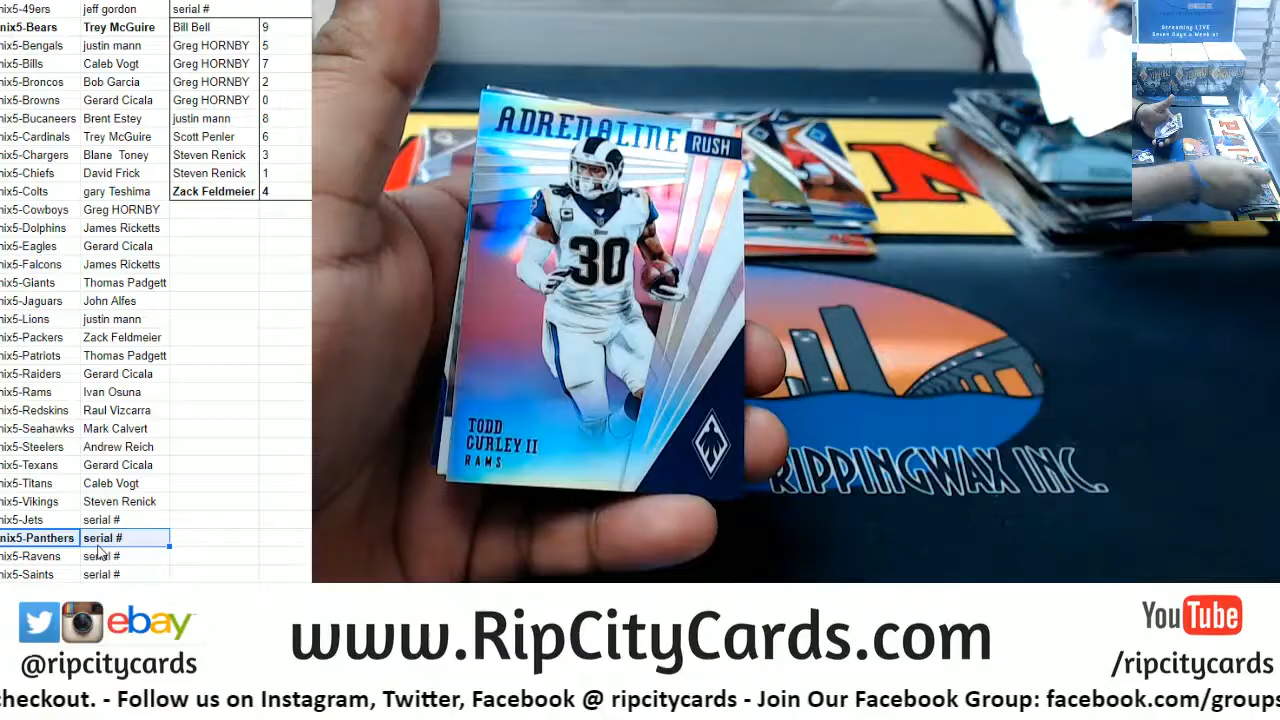 nix5-49ers jeff gordon serial #
nix5-Bears Trey McGuire Bill Bell 9
nix5-Bengals justin mann Greg HORNBY 5
nix5-Bills Caleb Vogt Greg HORNBY 7
nix5-Broncos Bob Garcia Greg HORNBY 2
nix5-Browns Gerard Cicala Greg HORNBY 0
nix5-Bucaneers Brent Estey justin mann 8
nix5-Cardinals Trey McGuire Scott Penler 6
nix5-Chargers Blane Toney Steven Renick 3
nix5-Chiefs David Frick Steven Renick 1
nix5-Colts gary Teshima Zack Feldmeier 4
nix5-Cowboys Greg HORNBY
nix5-Dolphins James Ricketts
nix5-Eagles Gerard Cicala
nix5-Falcons James Ricketts
nix5-Giants Thomas Padgett
nix5-Jaguars John Alfes
nix5-Lions justin mann
nix5-Packers Zack Feldmeier
nix5-Patriots Thomas Padgett
nix5-Raiders Gerard Cicala
nix5-Rams Ivan Osuna
nix5-Redskins Raul Vizcarra
nix5-Seahawks Mark Calvert
nix5-Steelers Andrew Reich
nix5-Texans Gerard Cicala
nix5-Titans Caleb Vogt
nix5-Vikings Steven Renick
nix5-Jets serial #
nix5-Panthers serial #
nix5-Ravens serial #
nix5-Saints serial #
ADRENALINE RUSH
30
TODD
GURLEY II
RAMS
RIPPINGWAX INC.
Streaming LIVE
Seven Days a Week at
ebay
@ripcitycards
www.RipCityCards.com
YouTube
/ripcitycards
checkout. - Follow us on Instagram, Twitter, Facebook @ ripcitycards - Join Our Facebook Group: facebook.com/groups